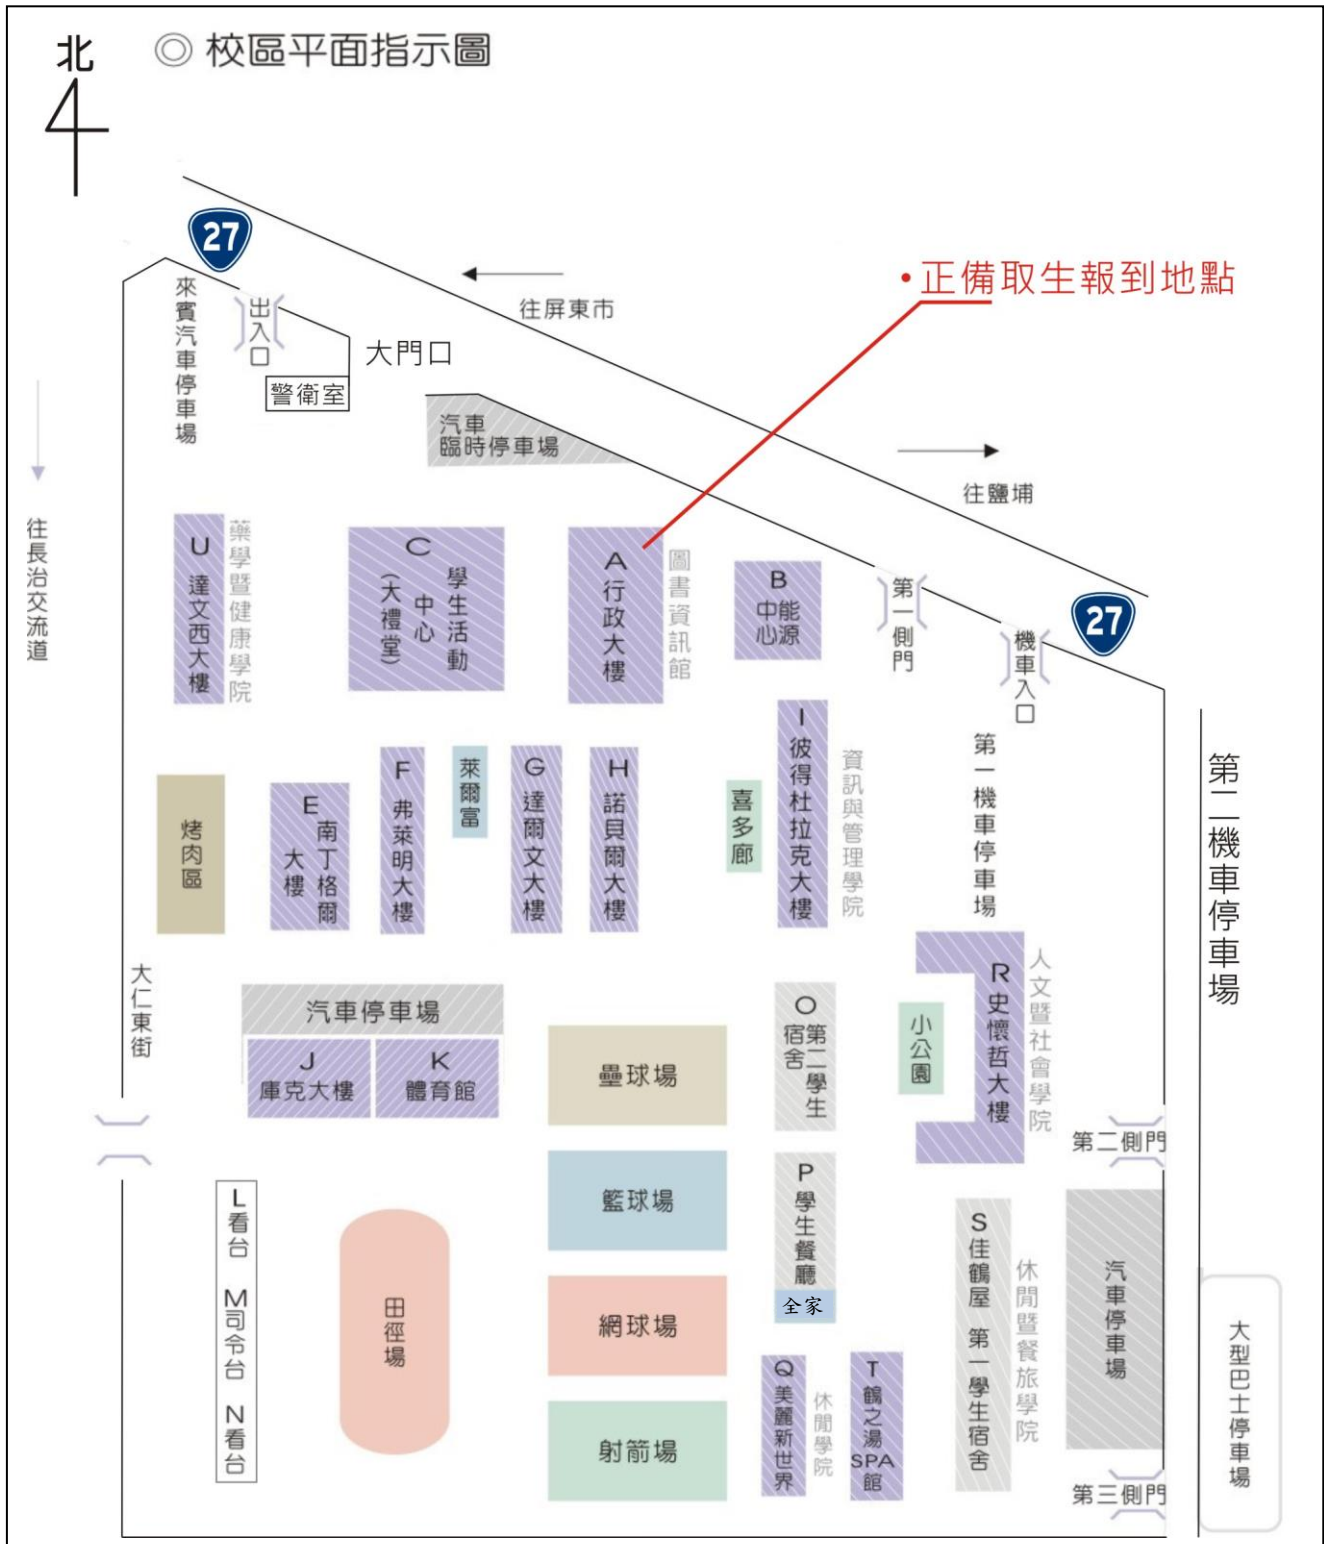 北
◎ 校區平面指示圖
27
來賓汽車停車場
出入口
大門口
警衛室
往屏東市
•正備取生報到地點
汽車
臨時停車場
往鹽埔
往長治交流道
U 達文西大樓
藥學暨健康學院
C 學生活動
中心
(大禮堂)
A 行政大樓
圖書資訊館
B 能源
中心
第一側門
機車入口
27
I 彼得杜拉克大樓
資訊與管理學院
第一機車停車場
第二機車停車場
烤肉區
E 南丁格爾
大樓
F 弗萊明大樓
萊爾富
G 達爾文大樓
H 諾貝爾大樓
喜多廊
大仁東街
汽車停車場
J
庫克大樓
K
體育館
壘球場
O 第二學生
宿舍
小公園
R 史懷哲大樓
人文暨社會學院
第二側門
L看台
M司令台
N看台
田徑場
籃球場
網球場
射箭場
P 學生餐廳
全家
Q 美麗新世界
休閒學院
T 鶴之湯
SPA
館
S佳鶴屋 第一學生宿舍
休閒暨餐旅學院
汽車停車場
第三側門
大型巴士停車場